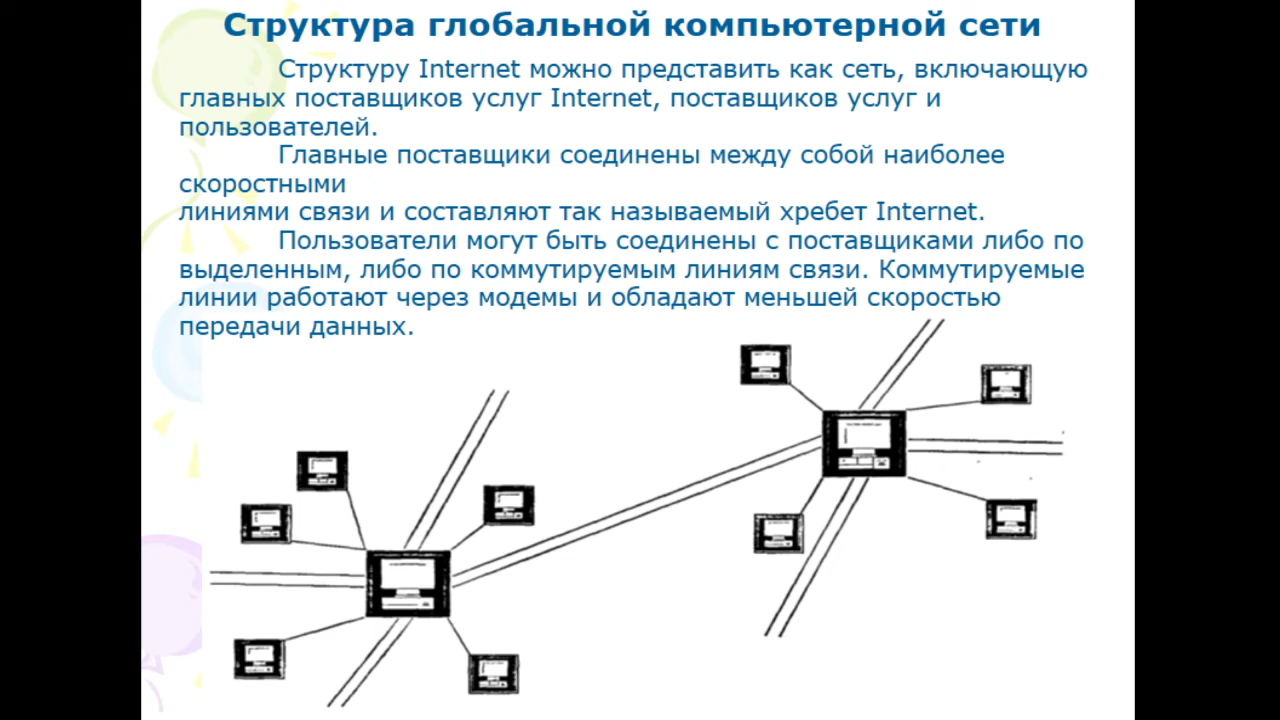 Структура глобальной компьютерной сети
Структуру Internet можно представить как сеть, включающую
главных поставщиков услуг Internet, поставщиков услуг и
пользователей.
Главные поставщики соединены между собой наиболее
скоростными
линиями связи и составляют так называемый хребет Internet.
Пользователи могут быть соединены с поставщиками либо по
выделенным, либо по коммутируемым линиям связи. Коммутируемые
линии работают через модемы и обладают меньшей скоростью
передачи данных.